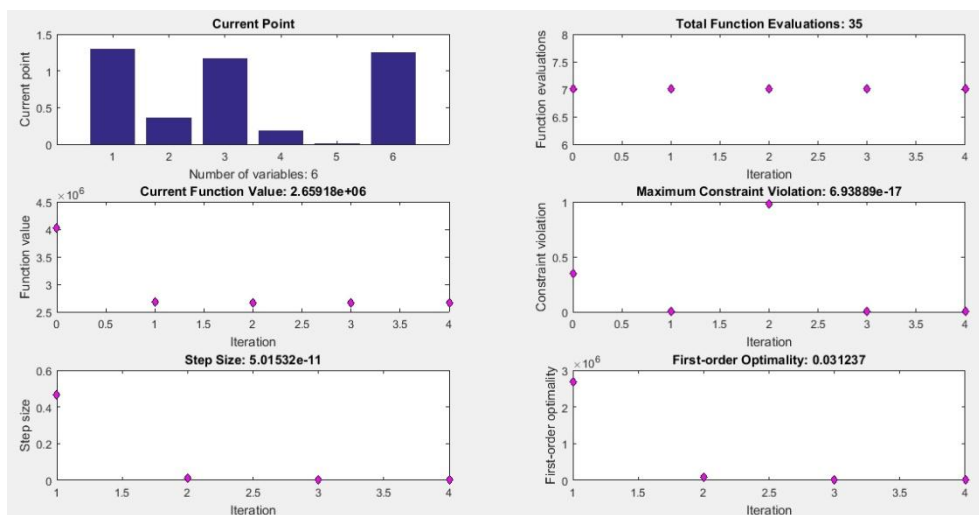 Current Point
1.5
1
0.5
0
Current point
1 2 3 4 5 6
Number of variables: 6
Total Function Evaluations: 35
8
7.5
7
6.5
6
Function evaluations
0 0.5 1 1.5 2 2.5 3 3.5 4
Iteration
Current Function Value: 2.65918e+06
× 10^6
4.5
4
3.5
3
2.5
Function value
0 0.5 1 1.5 2 2.5 3 3.5 4
Iteration
Maximum Constraint Violation: 6.93889e-17
1
0.5
0
Constraint violation
0 0.5 1 1.5 2 2.5 3 3.5 4
Iteration
Step Size: 5.01532e-11
0.6
0.4
0.2
0
Step size
1 1.5 2 2.5 3 3.5 4
Iteration
First-order Optimality: 0.031237
× 10^6
3
2
1
0
First-order optimality
1 1.5 2 2.5 3 3.5 4
Iteration